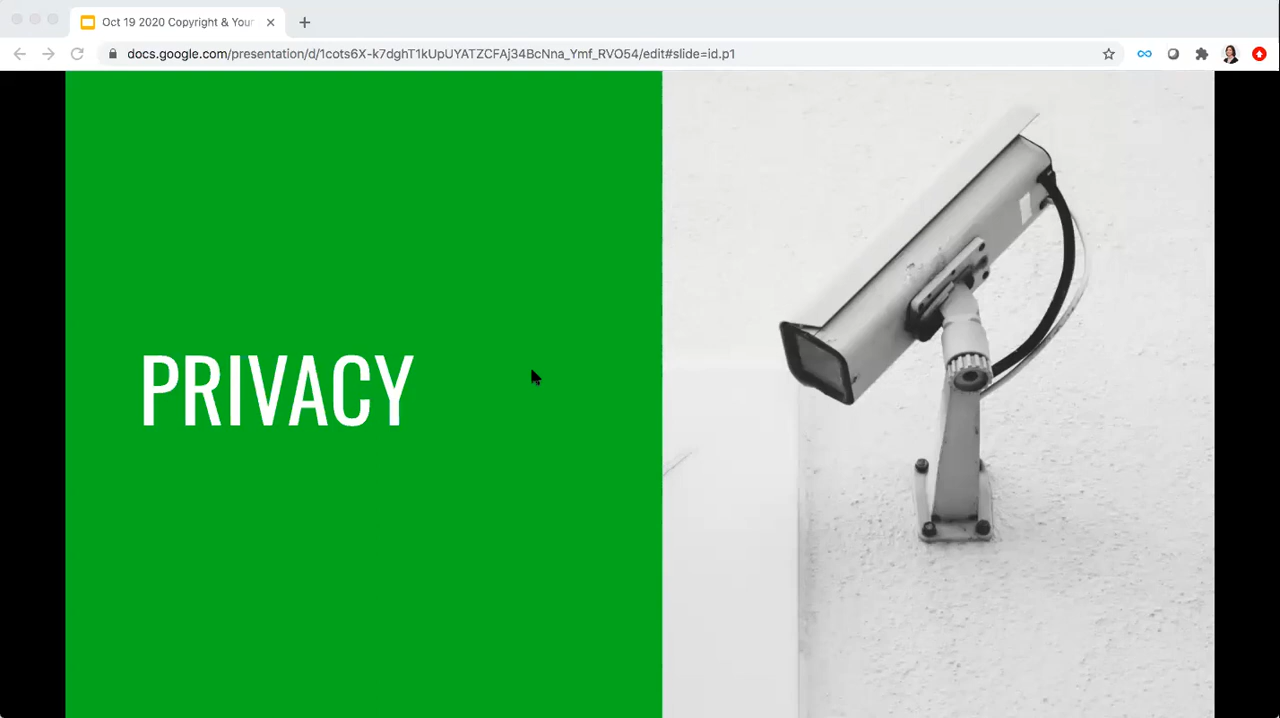 Oct 19 2020 Copyright & Your
docs.google.com/presentation/d/1cots6X-k7dghT1kUpUYATZCFAj34BcNna_Ymf_RVO54/edit#slide=id.p1
PRIVACY